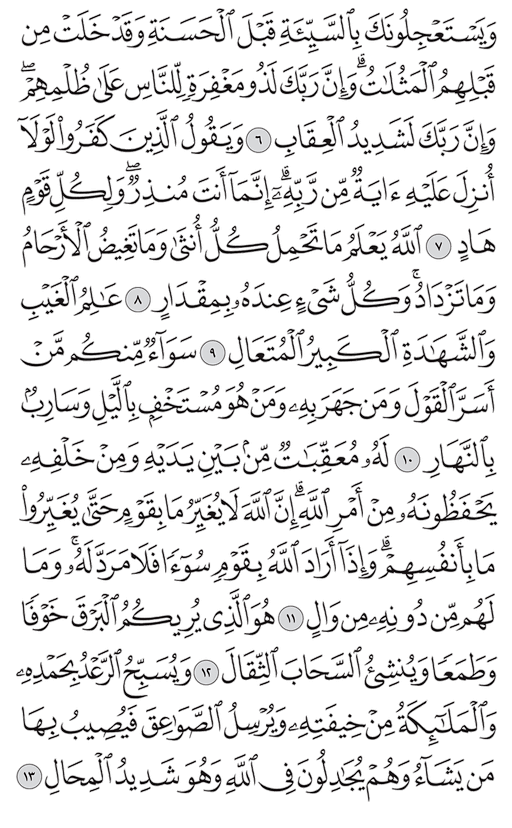 وَيَسْتَعْجِلُونَكَ بِٱلسَّيِّئَةِ قَبْلَ ٱلْحَسَنَةِ وَقَدْ خَلَتْ مِن
قَبْلِهِمُ ٱلْمَثُلَٰتُۗ وَإِنَّ رَبَّكَ لَذُو مَغْفِرَةٍ لِّلنَّاسِ عَلَىٰ ظُلْمِهِمْۖ
وَإِنَّ رَبَّكَ لَشَدِيدُ ٱلْعِقَابِ ٦ وَيَقُولُ ٱلَّذِينَ كَفَرُوا۟ لَوْلَآ
أُنزِلَ عَلَيْهِ ءَايَةٌ مِّن رَّبِّهِۦٓۗ إِنَّمَآ أَنتَ مُنذِرٌۖ وَلِكُلِّ قَوْمٍ
هَادٍ ٧ ٱللَّهُ يَعْلَمُ مَا تَحْمِلُ كُلُّ أُنثَىٰ وَمَا تَغِيضُ ٱلْأَرْحَامُ
وَمَا تَزْدَادُۚ وَكُلُّ شَىْءٍ عِندَهُۥ بِمِقْدَارٍ ٨ عَٰلِمُ ٱلْغَيْبِ
وَٱلشَّهَٰدَةِ ٱلْكَبِيرُ ٱلْمُتَعَالِ ٩ سَوَآءٌ مِّنكُم مَّنْ
أَسَرَّ ٱلْقَوْلَ وَمَن جَهَرَ بِهِۦ وَمَنْ هُوَ مُسْتَخْفٍۭ بِٱلَّيْلِ وَسَارِبٌۢ
بِٱلنَّهَارِ ١٠ لَهُۥ مُعَقِّبَٰتٌ مِّنۢ بَيْنِ يَدَيْهِ وَمِنْ خَلْفِهِۦ
يَحْفَظُونَهُۥ مِنْ أَمْرِ ٱللَّهِۗ إِنَّ ٱللَّهَ لَا يُغَيِّرُ مَا بِقَوْمٍ حَتَّىٰ يُغَيِّرُوا۟
مَا بِأَنفُسِهِمْۗ وَإِذَآ أَرَادَ ٱللَّهُ بِقَوْمٍ سُوٓءًا فَلَا مَرَدَّ لَهُۥۚ وَمَا
لَهُم مِّن دُونِهِۦ مِن وَالٍ ١١ هُوَ ٱلَّذِى يُرِيكُمُ ٱلْبَرْقَ خَوْفًا
وَطَمَعًا وَيُنشِئُ ٱلسَّحَابَ ٱلثِّقَالَ ١٢ وَيُسَبِّحُ ٱلرَّعْدُ بِحَمْدِهِۦ
وَٱلْمَلَٰٓئِكَةُ مِنْ خِيفَتِهِۦ وَيُرْسِلُ ٱلصَّوَٰعِقَ فَيُصِيبُ بِهَا
مَن يَشَآءُ وَهُمْ يُجَٰدِلُونَ فِى ٱللَّهِ وَهُوَ شَدِيدُ ٱلْمِحَالِ ١٣